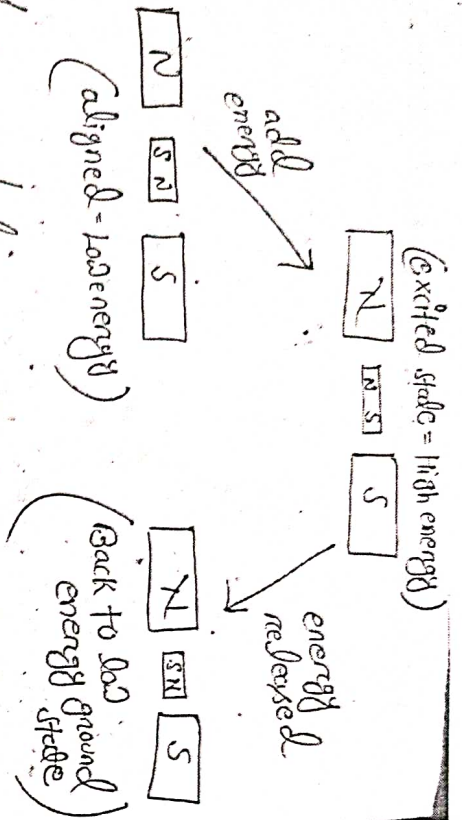 (excited state = High energy)
N
N S
S
add
energy
energy
released
N
S N
S
(aligned = Low energy)
N
S N
S
(Back to low
energy ground
state)